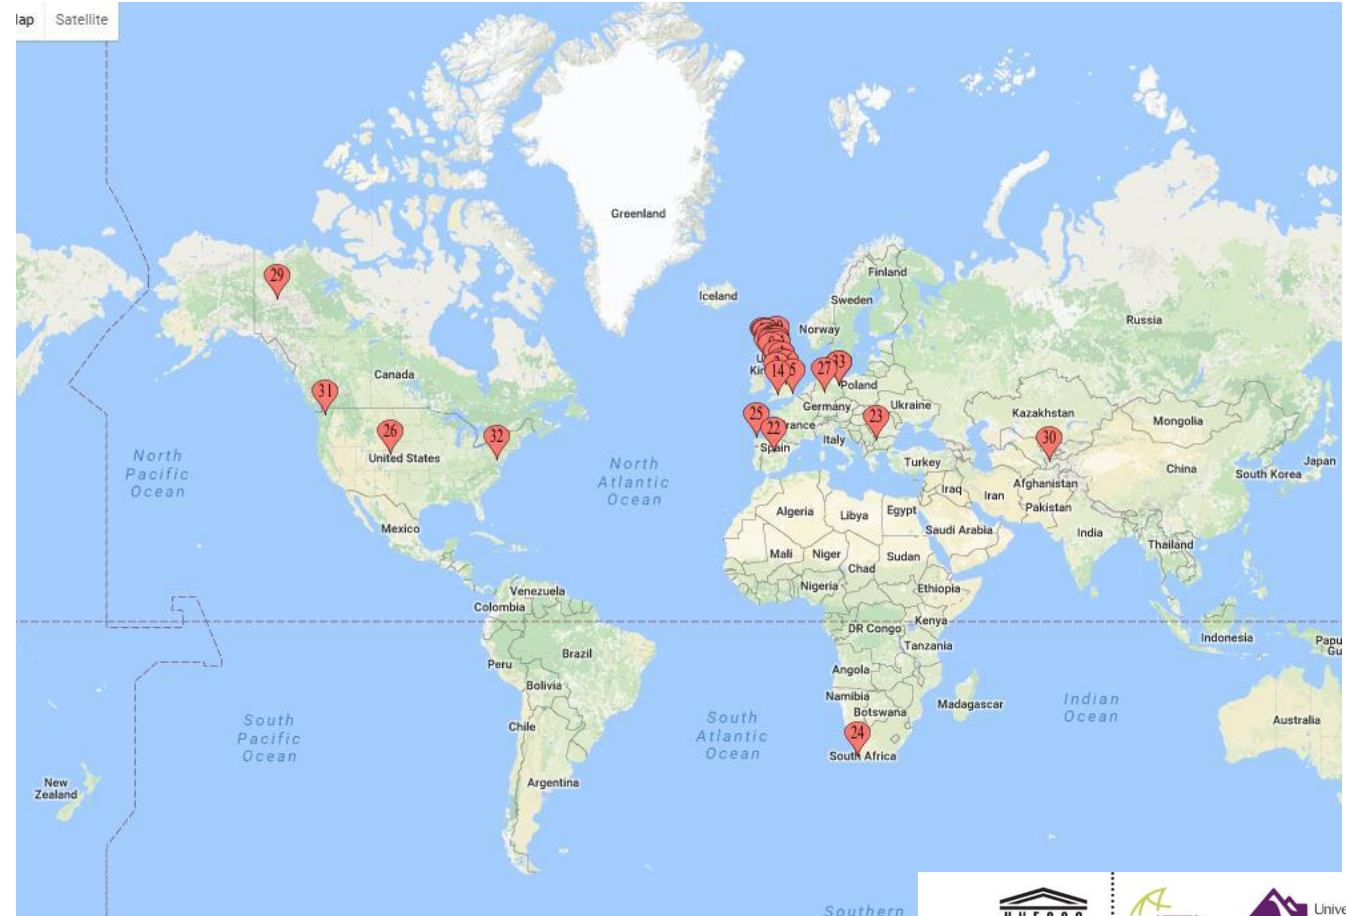 lap Satellite
Greenland
29
Finland
Iceland
Sweden
Russia
Norway
Canada
31
14
27
33
Poland
Germany
Ukraine
Kazakhstan
Mongolia
26
32
25
22
23
30
Spain
Italy
United States
Turkey
China
South Korea
Japan
North
Pacific
Ocean
North
Atlantic
Ocean
Iraq
Iran
Afghanistan
Pakistan
Algeria
Libya
Egypt
Saudi Arabia
India
Mexico
Mali
Niger
Chad
Sudan
Thailand
Nigeria
Ethiopia
Venezuela
Colombia
DR Congo
Kenya
Tanzania
Indonesia
Papu
Gu
Peru
Brazil
Bolivia
Angola
Namibia
Botswana
Madagascar
Indian
Ocean
South
Pacific
Ocean
Chile
South
Atlantic
Ocean
24
South Africa
Australia
New
Zealand
Argentina
Southern
Unive